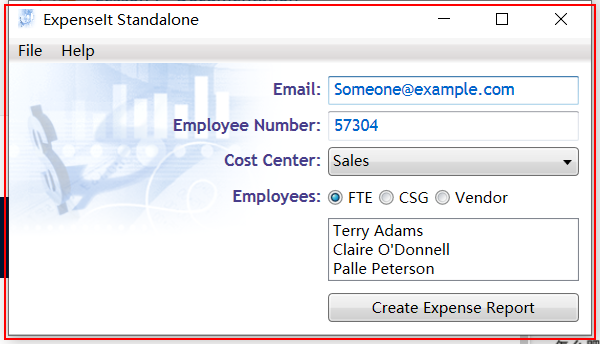 ExpenseIt Standalone
File Help
Email: Someone@example.com
Employee Number: 57304
Cost Center: Sales
Employees: FTE CSG Vendor
Terry Adams
Claire O'Donnell
Palle Peterson
Create Expense Report